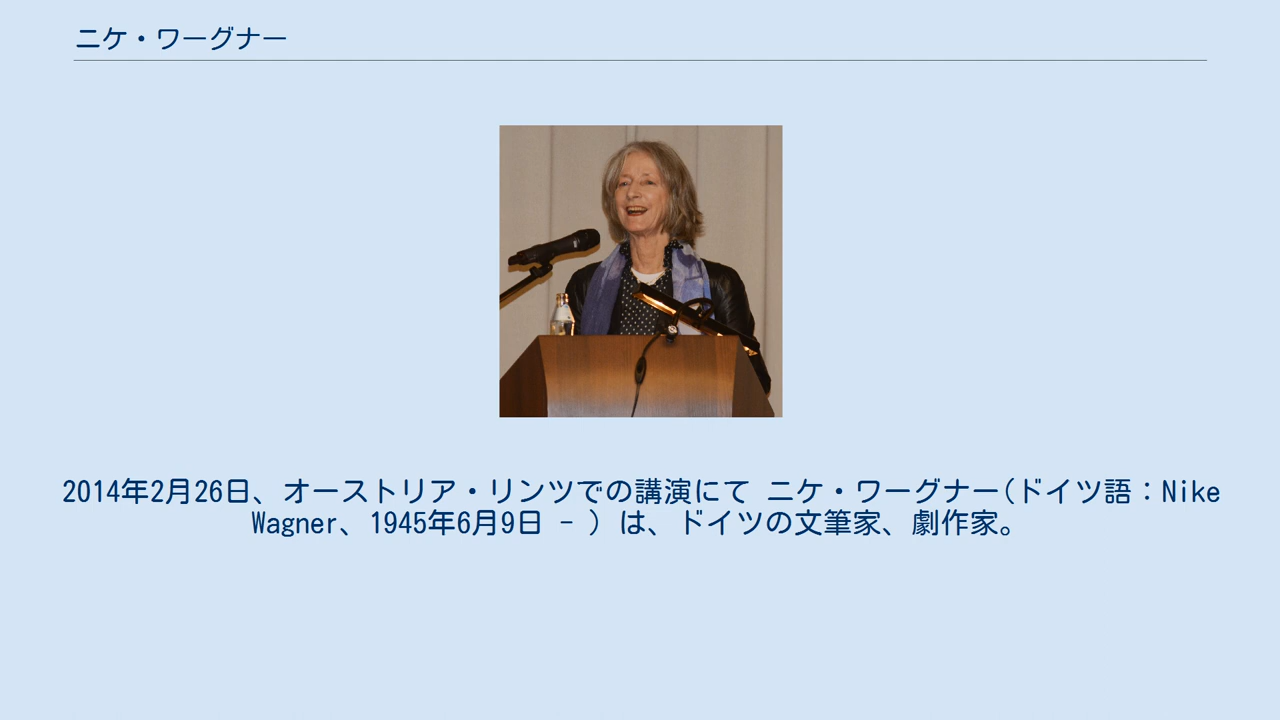 ニケ・ワーグナー
2014年2月26日、オーストリア・リンツでの講演にて ニケ・ワーグナー(ドイツ語：Nike
Wagner、1945年6月9日 - ) は、ドイツの文筆家、劇作家。